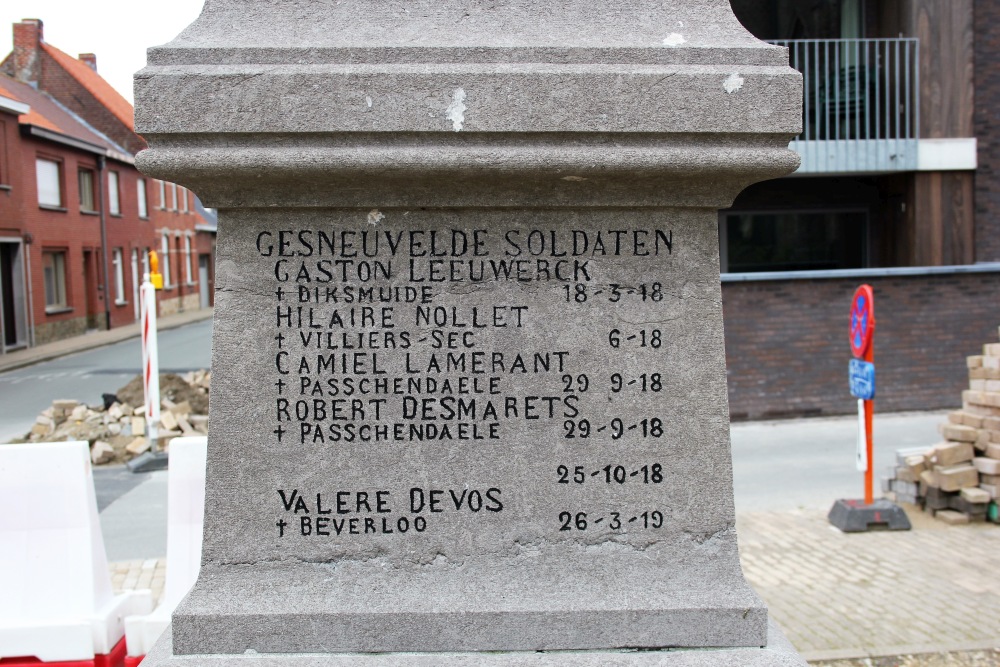 GESNEUVELDE SOLDATEN
GASTON LEEUWERCK
† DIKSMUIDE 18-3-18
HILAIRE NOLLET
† VILLIERS-SEC 6-18
CAMIEL LAMERANT
† PASSCHENDAELE 29 9-18
ROBERT DESMARETS
† PASSCHENDAELE 29-9-18
25-10-18
VALERE DEVOS
† BEVERLOO 26-3-19